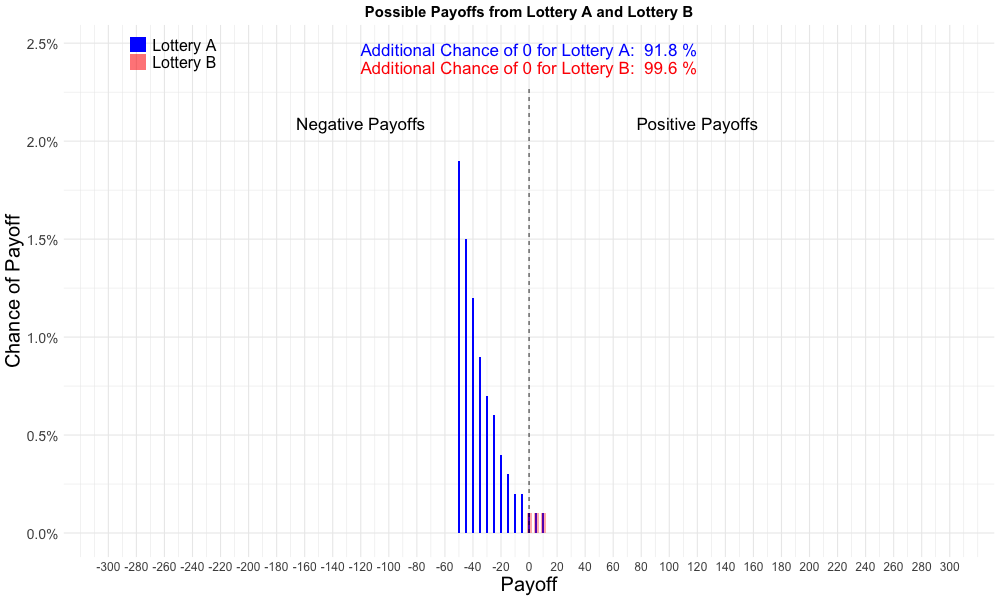 Possible Payoffs from Lottery A and Lottery B
2.5%
Lottery A
Lottery B
Additional Chance of 0 for Lottery A: 91.8 %
Additional Chance of 0 for Lottery B: 99.6 %
Negative Payoffs
Positive Payoffs
2.0%
1.5%
Chance of Payoff
1.0%
0.5%
0.0%
-300 -280 -260 -240 -220 -200 -180 -160 -140 -120 -100 -80 -60 -40 -20 0 20 40 60 80 100 120 140 160 180 200 220 240 260 280 300
Payoff